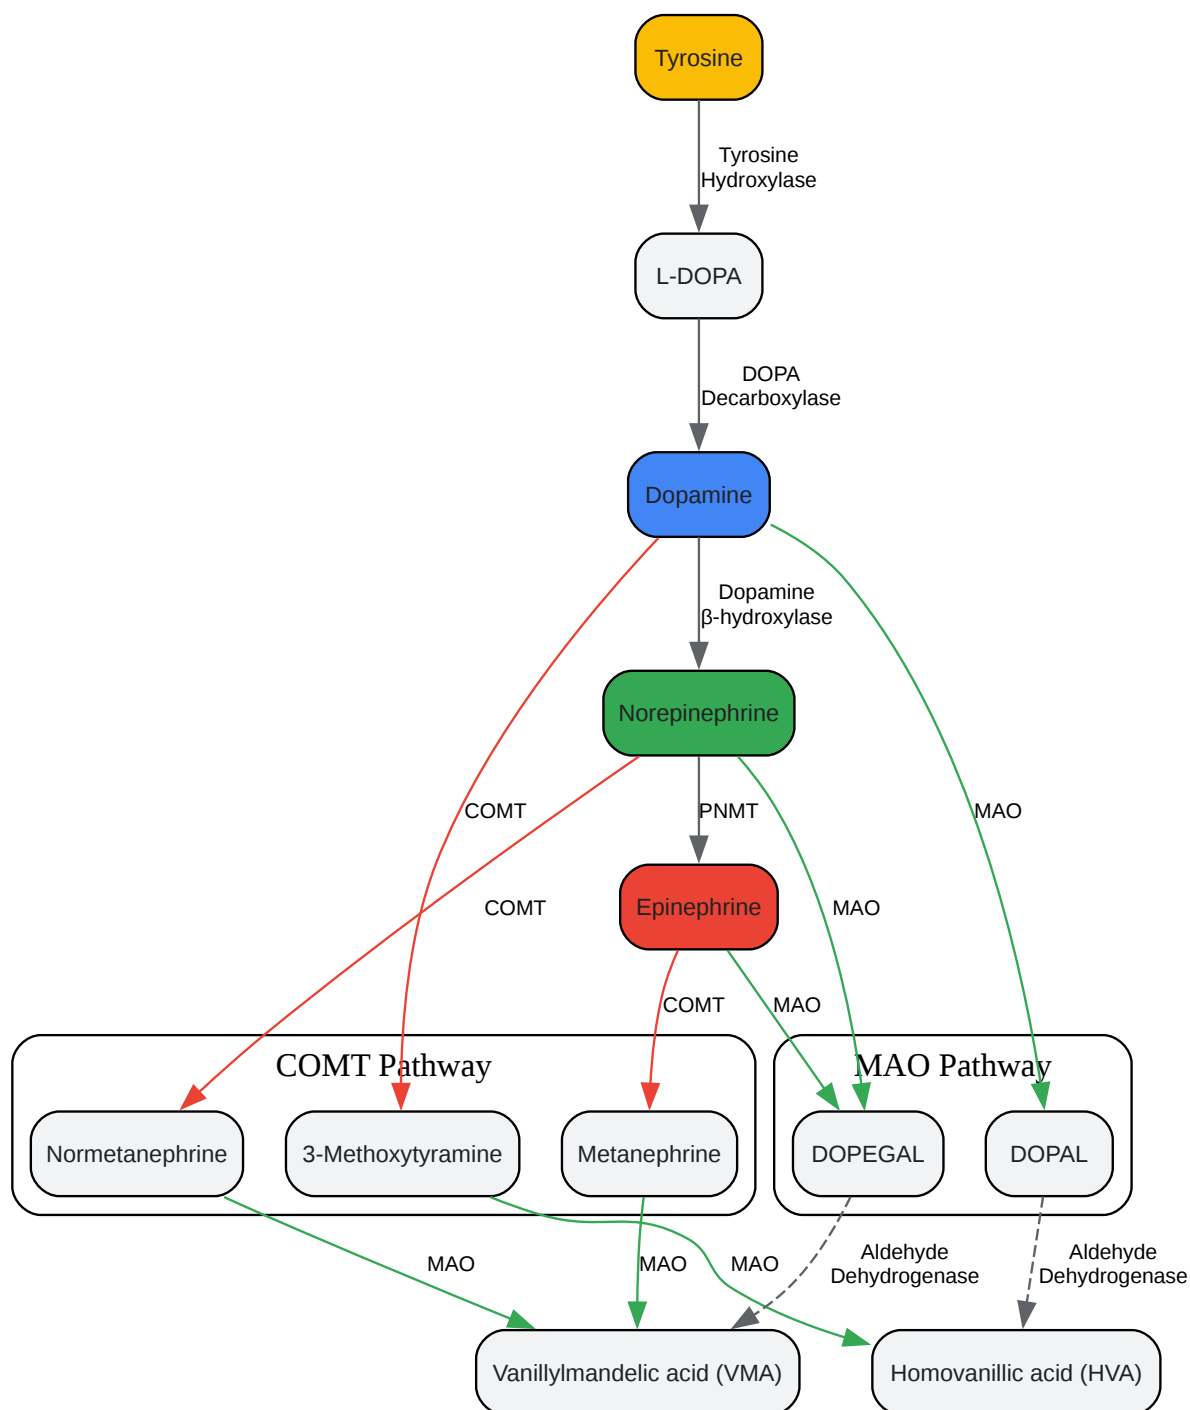 Tyrosine
Tyrosine
Hydroxylase
L-DOPA
DOPA
Decarboxylase
Dopamine
Dopamine
β-hydroxylase
Norepinephrine
COMT
PNMT
MAO
COMT
Epinephrine
MAO
COMT
MAO
COMT Pathway
MAO Pathway
Normetanephrine
3-Methoxytyramine
Metanephrine
DOPEGAL
DOPAL
MAO
MAO
MAO
Aldehyde
Dehydrogenase
Aldehyde
Dehydrogenase
Vanillylmandelic acid (VMA)
Homovanillic acid (HVA)